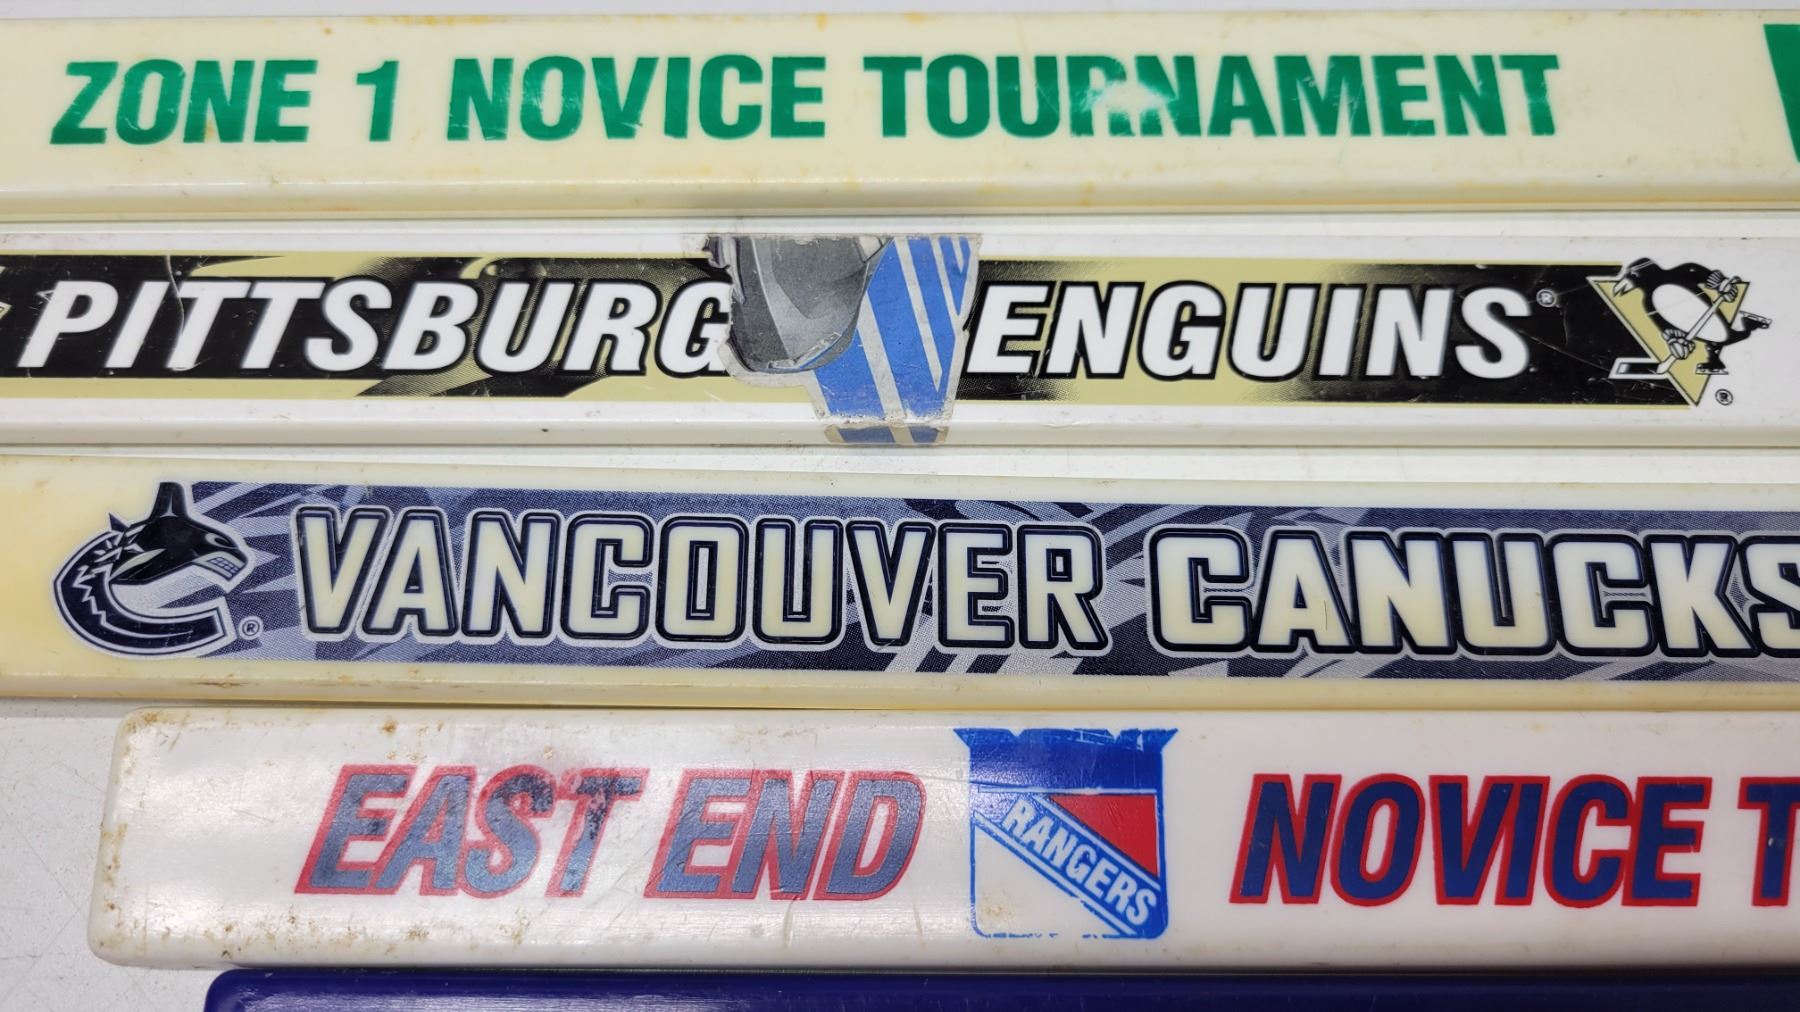 ZONE 1 NOVICE TOURNAMENT
PITTSBURG ENGUINS®
®
VANCOUVER CANUCKS
®
EAST END RANGERS NOVICE T